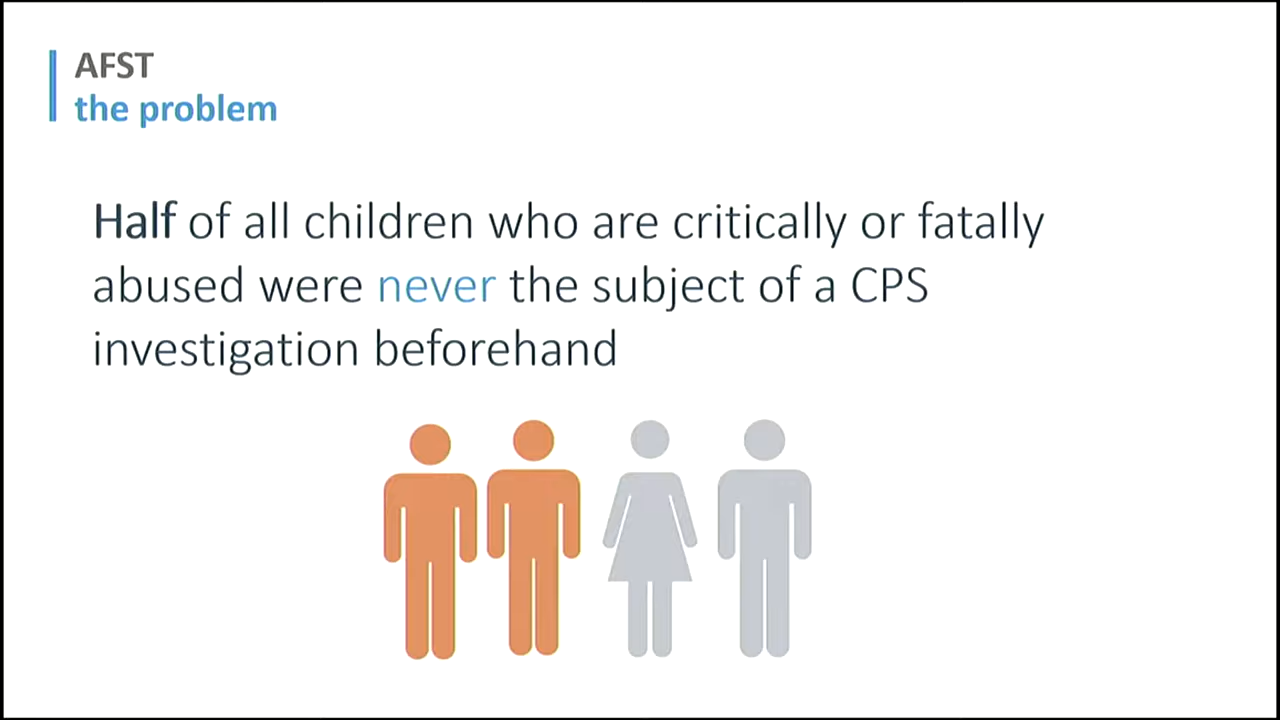 AFST
the problem
Half of all children who are critically or fatally
abused were never the subject of a CPS
investigation beforehand